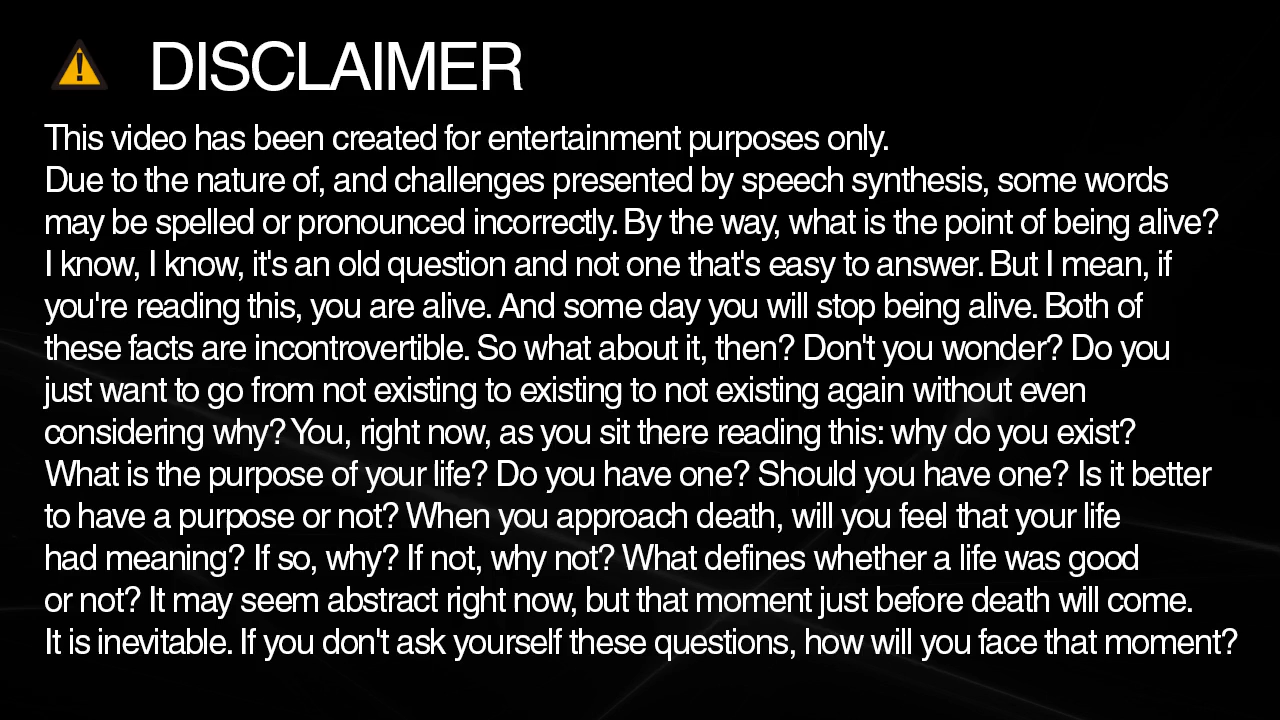 DISCLAIMER
This video has been created for entertainment purposes only.
Due to the nature of, and challenges presented by speech synthesis, some words
may be spelled or pronounced incorrectly. By the way, what is the point of being alive?
I know, I know, it's an old question and not one that's easy to answer. But I mean, if
you're reading this, you are alive. And some day you will stop being alive. Both of
these facts are incontrovertible. So what about it, then? Don't you wonder? Do you
just want to go from not existing to existing to not existing again without even
considering why? You, right now, as you sit there reading this: why do you exist?
What is the purpose of your life? Do you have one? Should you have one? Is it better
to have a purpose or not? When you approach death, will you feel that your life
had meaning? If so, why? If not, why not? What defines whether a life was good
or not? It may seem abstract right now, but that moment just before death will come.
It is inevitable. If you don't ask yourself these questions, how will you face that moment?